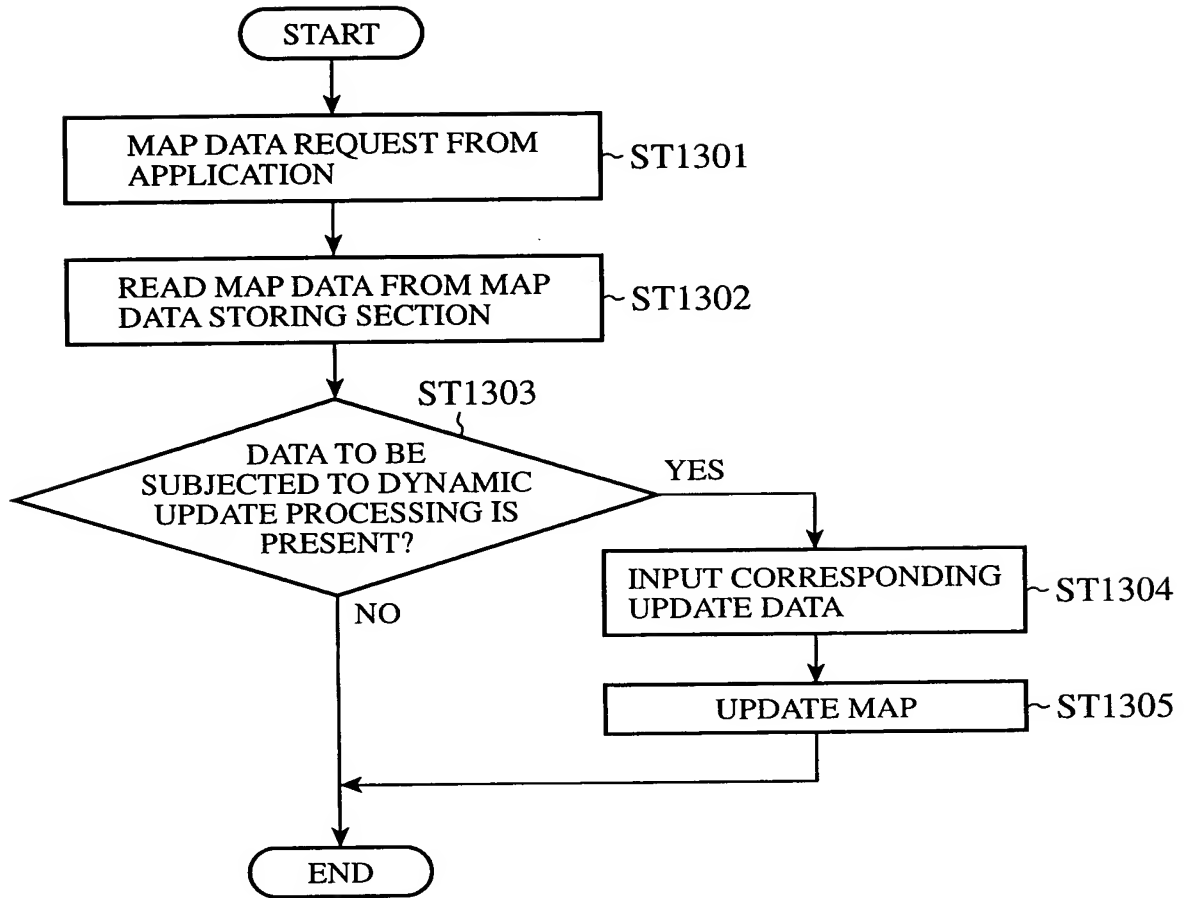 START
MAP DATA REQUEST FROM
APPLICATION
ST1301
READ MAP DATA FROM MAP
DATA STORING SECTION
ST1302
ST1303
DATA TO BE
SUBJECTED TO DYNAMIC
UPDATE PROCESSING IS
PRESENT?
YES
NO
INPUT CORRESPONDING
UPDATE DATA
ST1304
UPDATE MAP
ST1305
END